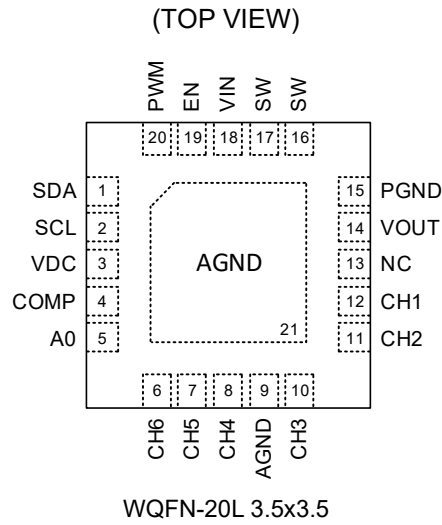 (TOP VIEW)
PWM EN VIN SW SW
20 19 18 17 16
SDA 1 15 PGND
SCL 2 14 VOUT
VDC 3 13 NC
COMP 4 12 CH1
A0 5 11 CH2
AGND
21
6 7 8 9 10
CH6 CH5 CH4 AGND CH3
WQFN-20L 3.5x3.5